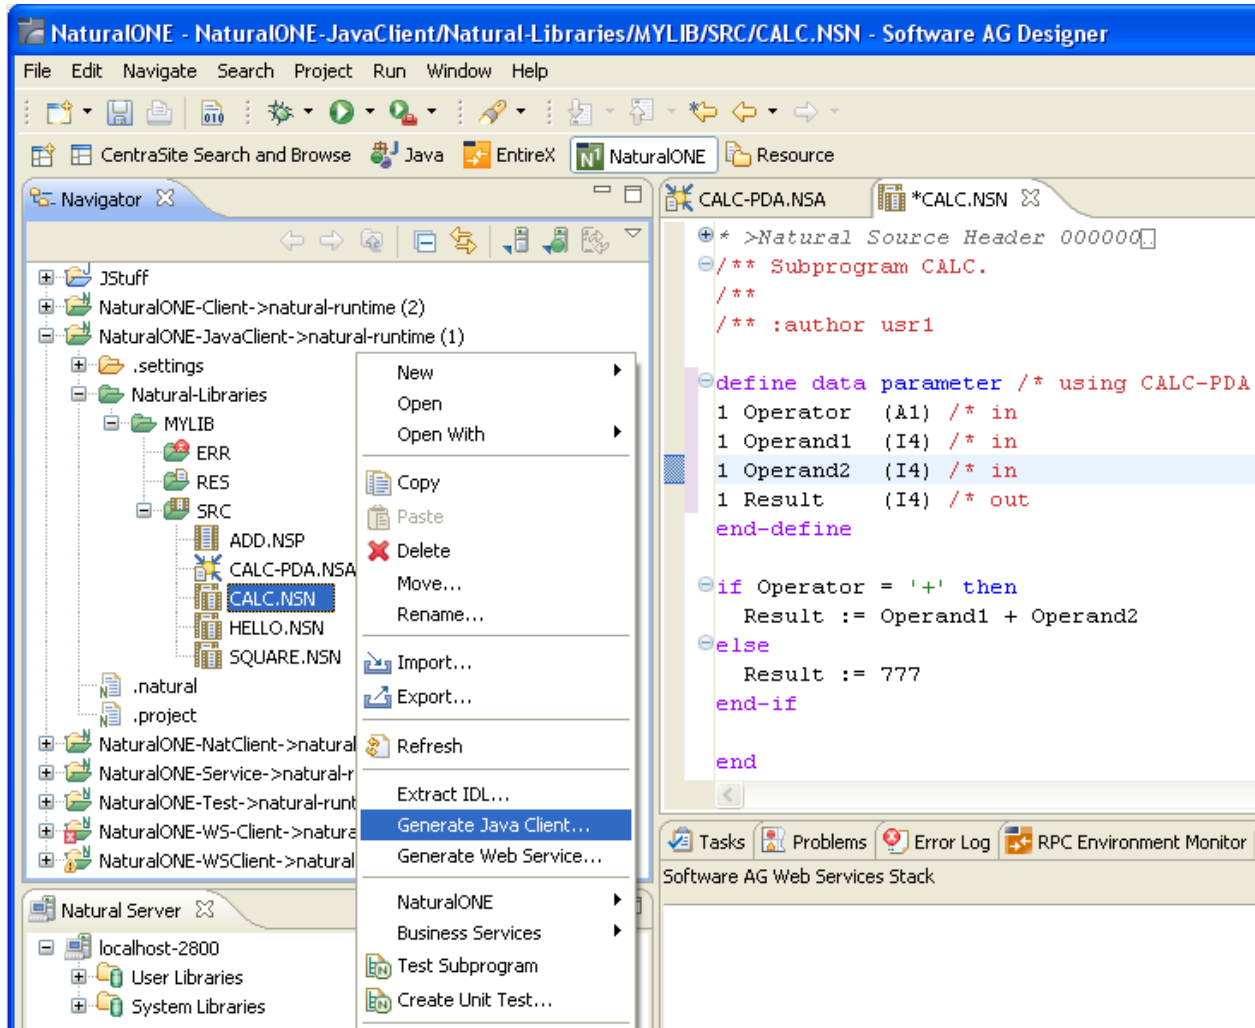 NaturalONE - NaturalONE-JavaClient/Natural-Libraries/MYLIB/SRC/CALC.NSN - Software AG Designer
File Edit Navigate Search Project Run Window Help
010
CentraSite Search and Browse Java EntireX NaturalONE Resource
Navigator
JStuff
NaturalONE-Client->natural-runtime (2)
NaturalONE-JavaClient->natural-runtime (1)
.settings
Natural-Libraries
MYLIB
ERR
RES
SRC
ADD.NSP
CALC-PDA.NSA
CALC.NSN
HELLO.NSN
SQUARE.NSN
.natural
.project
NaturalONE-NatClient->natural
NaturalONE-Service->natural-r
NaturalONE-Test->natural-runt
NaturalONE-WS-Client->natura
NaturalONE-WSClient->natural
Natural Server
localhost-2800
User Libraries
System Libraries
New
Open
Open With
Copy
Paste
Delete
Move...
Rename...
Import...
Export...
Refresh
Extract IDL...
Generate Java Client...
Generate Web Service...
NaturalONE
Business Services
Test Subprogram
Create Unit Test...
CALC-PDA.NSA *CALC.NSN
* >Natural Source Header 000000
/** Subprogram CALC.
/**
/** :author usr1
define data parameter /* using CALC-PDA
1 Operator (A1) /* in
1 Operand1 (I4) /* in
1 Operand2 (I4) /* in
1 Result (I4) /* out
end-define
if Operator = '+' then
Result := Operand1 + Operand2
else
Result := 777
end-if
end
Tasks Problems Error Log RPC Environment Monitor
Software AG Web Services Stack